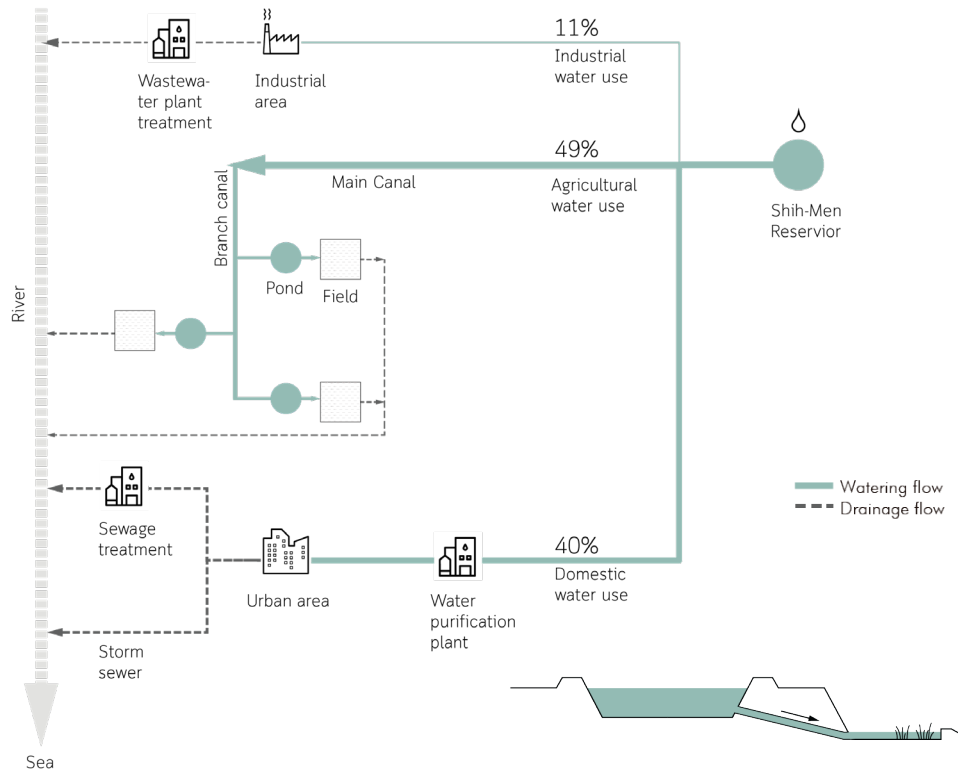 11%
Industrial
water use
Wastewa-
ter plant
treatment
Industrial
area
49%
Agricultural
water use
Main Canal
Branch canal
Shih-Men
Reservior
Pond
Field
River
Watering flow
Drainage flow
Sewage
treatment
40%
Domestic
water use
Urban area
Water
purification
plant
Storm
sewer
Sea